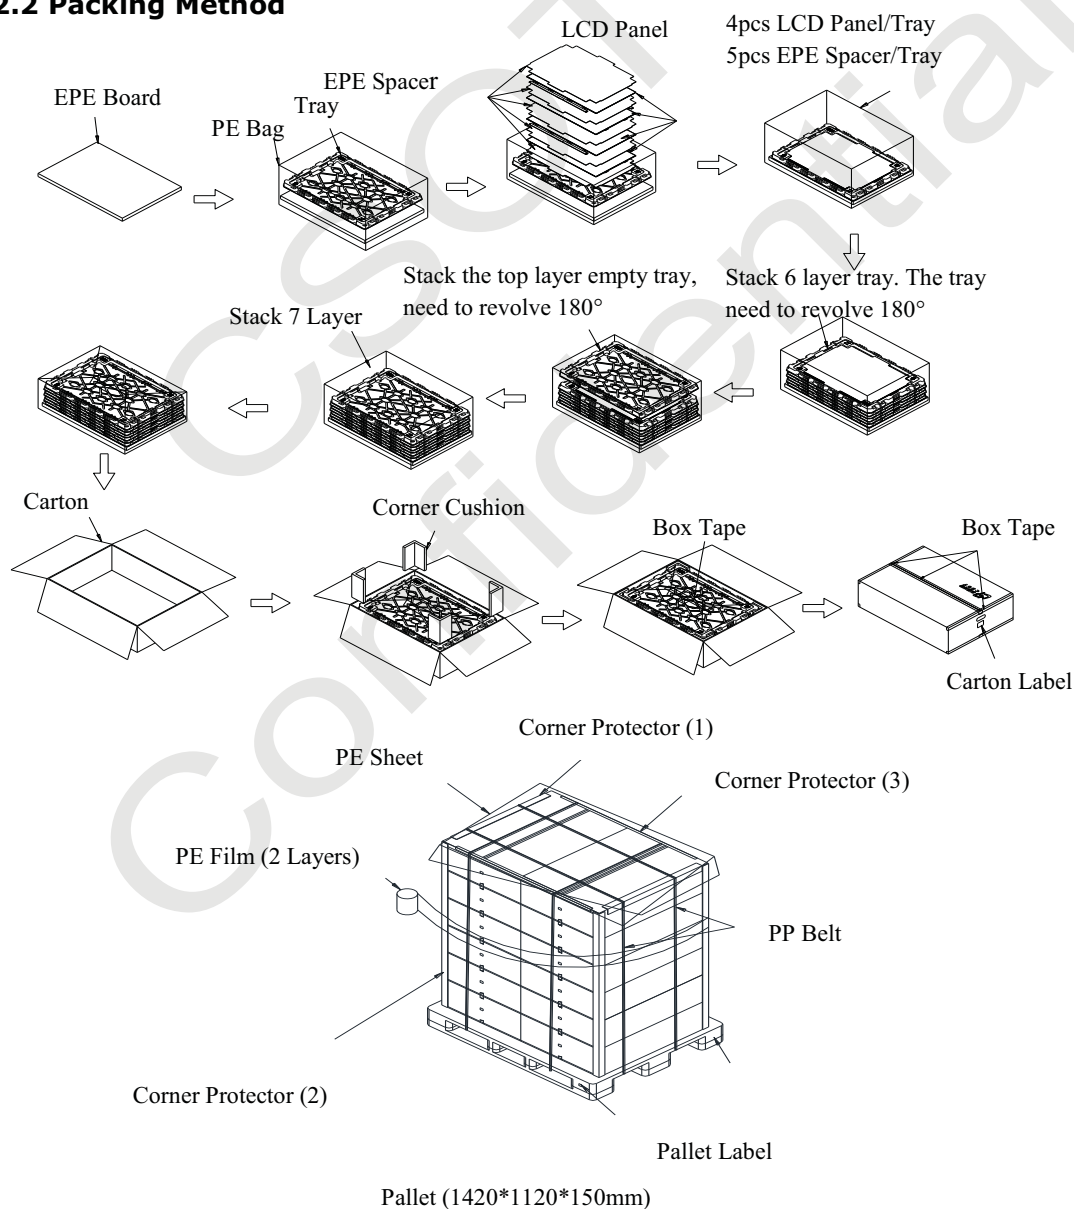 2.2 Packing Method
LCD Panel
4pcs LCD Panel/Tray
5pcs EPE Spacer/Tray
EPE Board
EPE Spacer
Tray
PE Bag
Stack the top layer empty tray,
need to revolve 180°
Stack 6 layer tray. The tray
need to revolve 180°
Stack 7 Layer
Carton
Corner Cushion
Box Tape
Box Tape
Carton Label
Corner Protector (1)
PE Sheet
Corner Protector (3)
PE Film (2 Layers)
PP Belt
Corner Protector (2)
Pallet Label
Pallet (1420*1120*150mm)
CSOT
Confidential